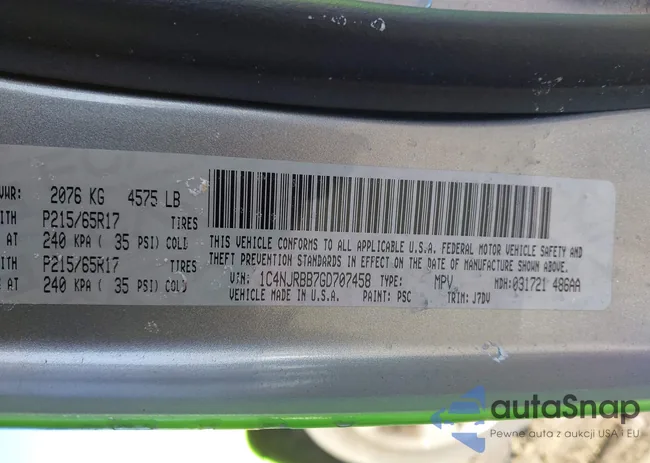 VWR: 2076 KG 4575 LB
ITH P215/65R17 TIRES
AT 240 KPA ( 35 PSI) COLD
ITH P215/65R17 TIRES
AT 240 KPA ( 35 PSI) COLD
THIS VEHICLE CONFORMS TO ALL APPLICABLE U.S.A. FEDERAL MOTOR VEHICLE SAFETY AND
THEFT PREVENTION STANDARDS IN EFFECT ON THE DATE OF MANUFACTURE SHOWN ABOVE.
VIN: 1C4NJRBB7GD707458 TYPE: MPV MDH:031721 486AA
VEHICLE MADE IN U.S.A. PAINT: PSC TRIM: J7DV
autoSnap
Pewne auta z aukcji USA i EU